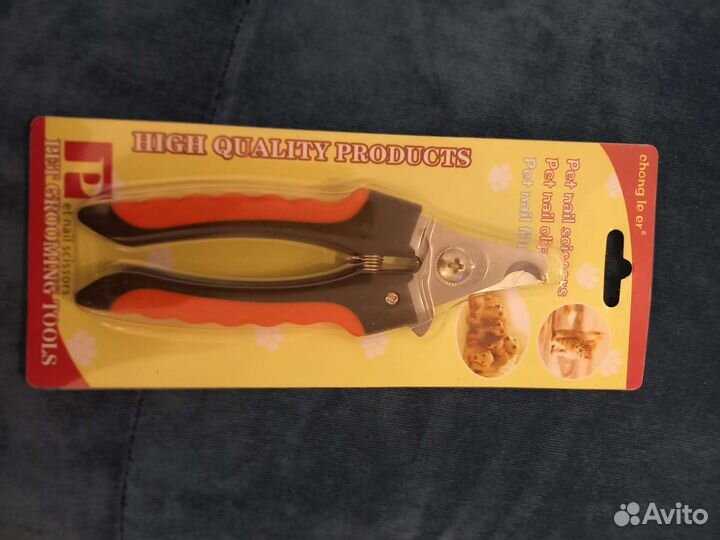 chong le er®
Pet nail scissors
Pet nail clip
Pet nail fil
HIGH QUALITY PRODUCTS
P
et nail scissors
PET GROOMING TOOLS
Avito